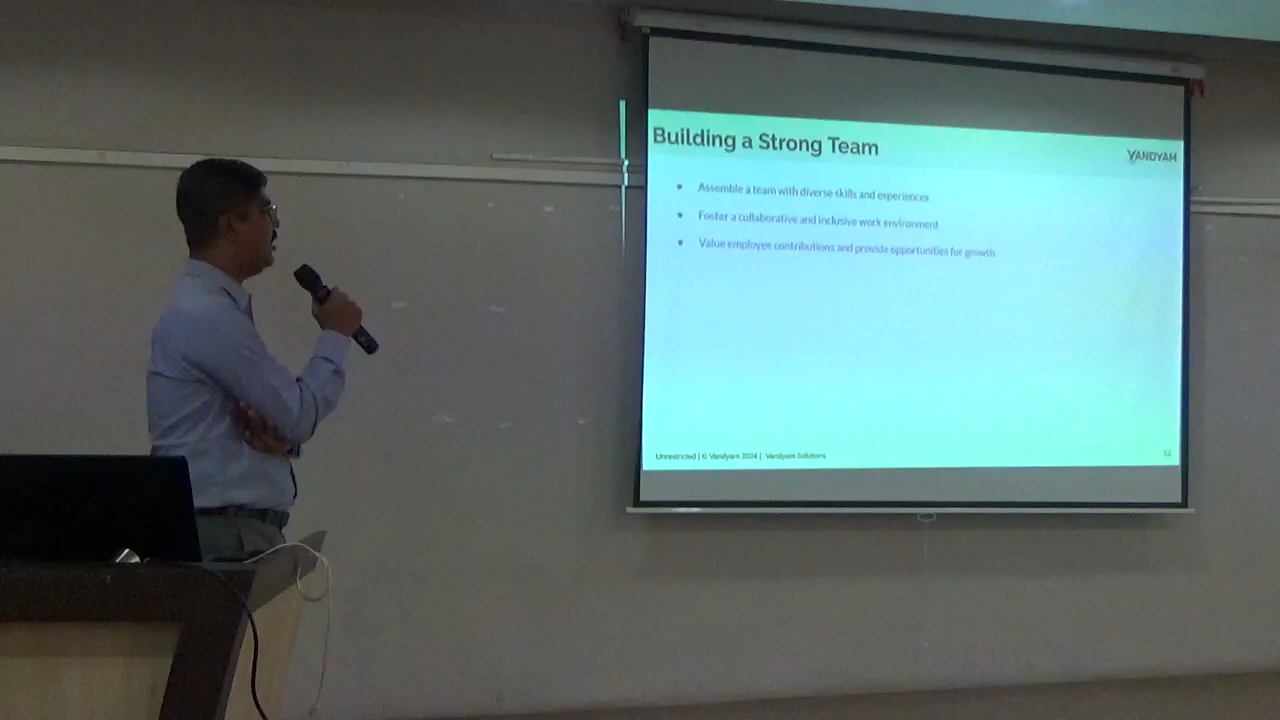 Building a Strong Team
VANDYAM
Assemble a team with diverse skills and experiences
Foster a collaborative and inclusive work environment
Value employee contributions and provide opportunities for growth
Unrestricted | © Vandyam 2024 | Vandyam Solutions